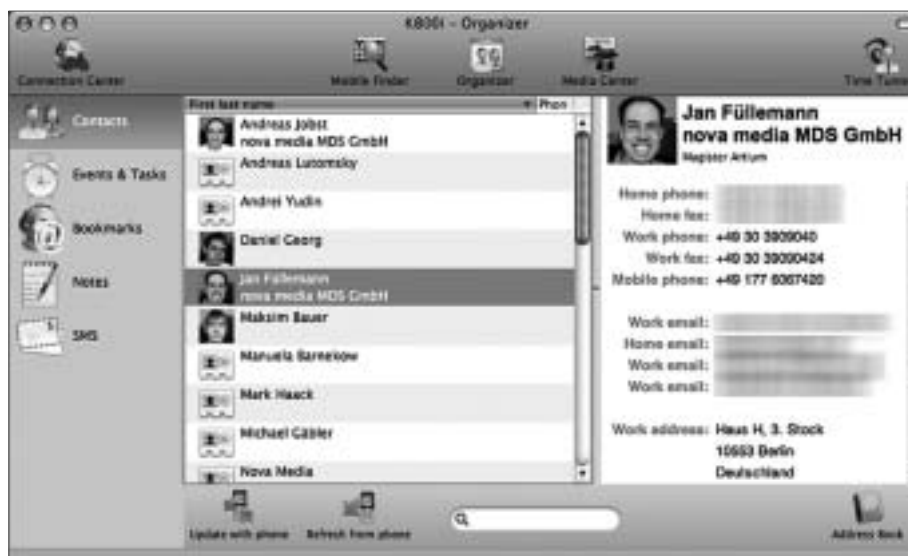 K800i – Organizer
Connection Center
Mobile Finder
Organizer
Media Center
Time Tunnel
Contacts
Events & Tasks
Bookmarks
Notes
SMS
First last name
Phon
Andreas Jobst
nova media MDS GmbH
Andreas Lutomsky
Andrei Yudin
Daniel Georg
Jan Füllemann
nova media MDS GmbH
Maksim Bauer
Manuela Barnekow
Mark Haack
Michael Gäbler
Nova Media
Jan Füllemann
nova media MDS GmbH
Magister Artium
Home phone:
Home fax:
Work phone: +49 30 3909040
Work fax: +49 30 39090424
Mobile phone: +49 177 6067420
Work email:
Home email:
Work email:
Work email:
Work address: Haus H, 3. Stock
10553 Berlin
Deutschland
Update with phone
Refresh from phone
Address Book